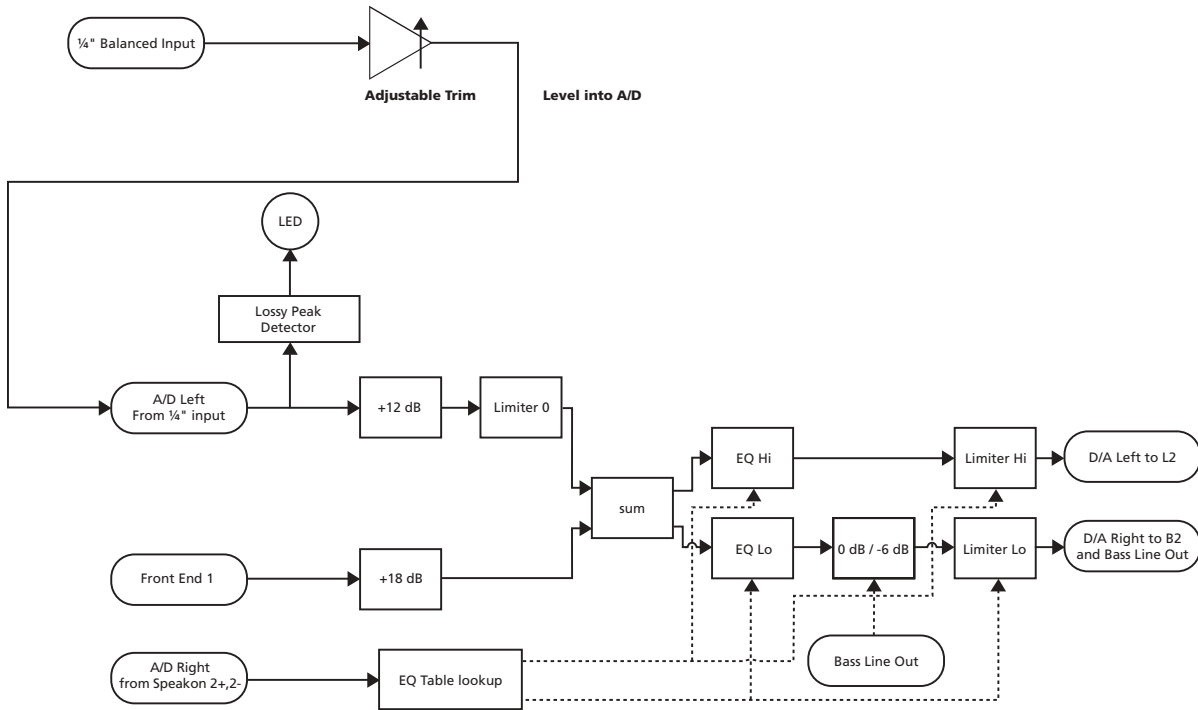 ¼" Balanced Input
Adjustable Trim
Level into A/D
LED
Lossy Peak
Detector
A/D Left
From ¼" input
+12 dB
Limiter 0
EQ Hi
Limiter Hi
D/A Left to L2
sum
EQ Lo
0 dB / -6 dB
Limiter Lo
D/A Right to B2
and Bass Line Out
Front End 1
+18 dB
A/D Right
from Speakon 2+,2-
EQ Table lookup
Bass Line Out